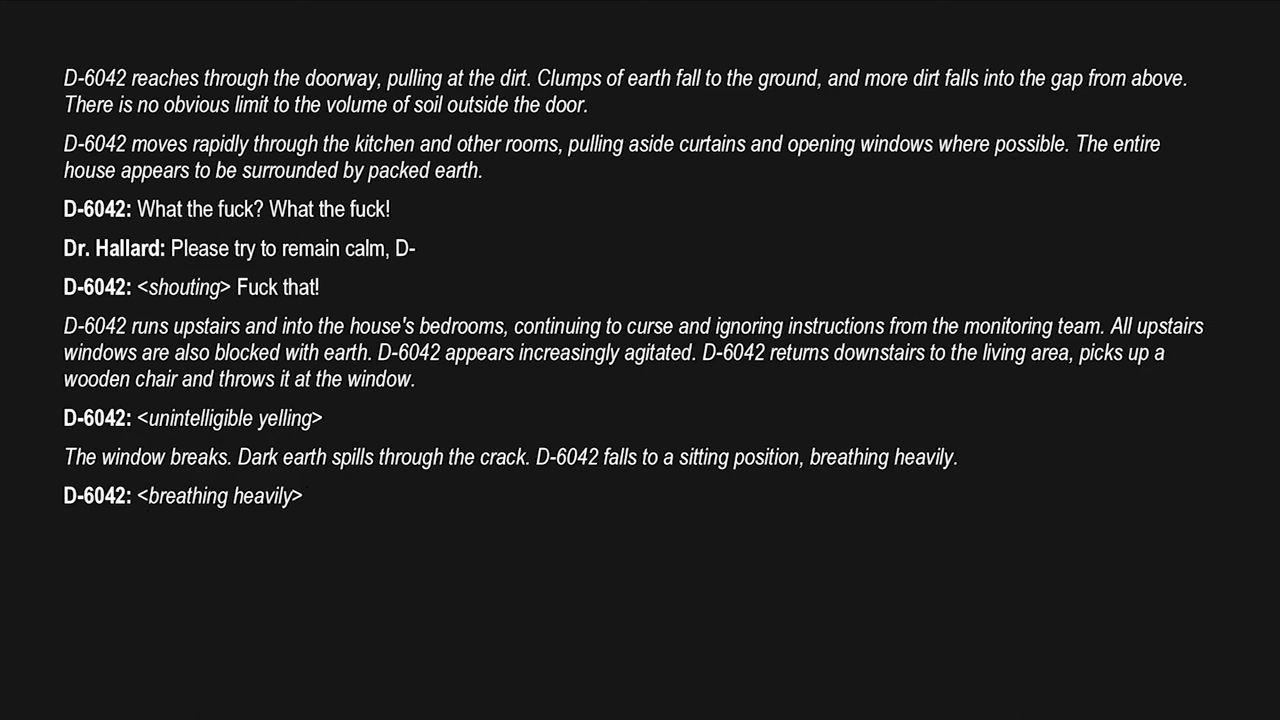 D-6042 reaches through the doorway, pulling at the dirt. Clumps of earth fall to the ground, and more dirt falls into the gap from above.
There is no obvious limit to the volume of soil outside the door.
D-6042 moves rapidly through the kitchen and other rooms, pulling aside curtains and opening windows where possible. The entire
house appears to be surrounded by packed earth.
D-6042: What the fuck? What the fuck!
Dr. Hallard: Please try to remain calm, D-
D-6042: <shouting> Fuck that!
D-6042 runs upstairs and into the house's bedrooms, continuing to curse and ignoring instructions from the monitoring team. All upstairs
windows are also blocked with earth. D-6042 appears increasingly agitated. D-6042 returns downstairs to the living area, picks up a
wooden chair and throws it at the window.
D-6042: <unintelligible yelling>
The window breaks. Dark earth spills through the crack. D-6042 falls to a sitting position, breathing heavily.
D-6042: <breathing heavily>